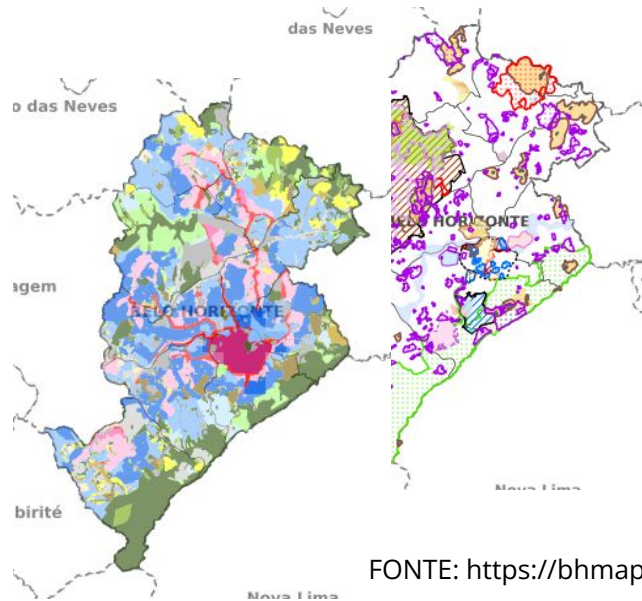 das Neves
o das Neves
agem
BELO HORIZONTE
birité
Nova Lima
BELO HORIZONTE
Nova Lima
FONTE: https://bhmap